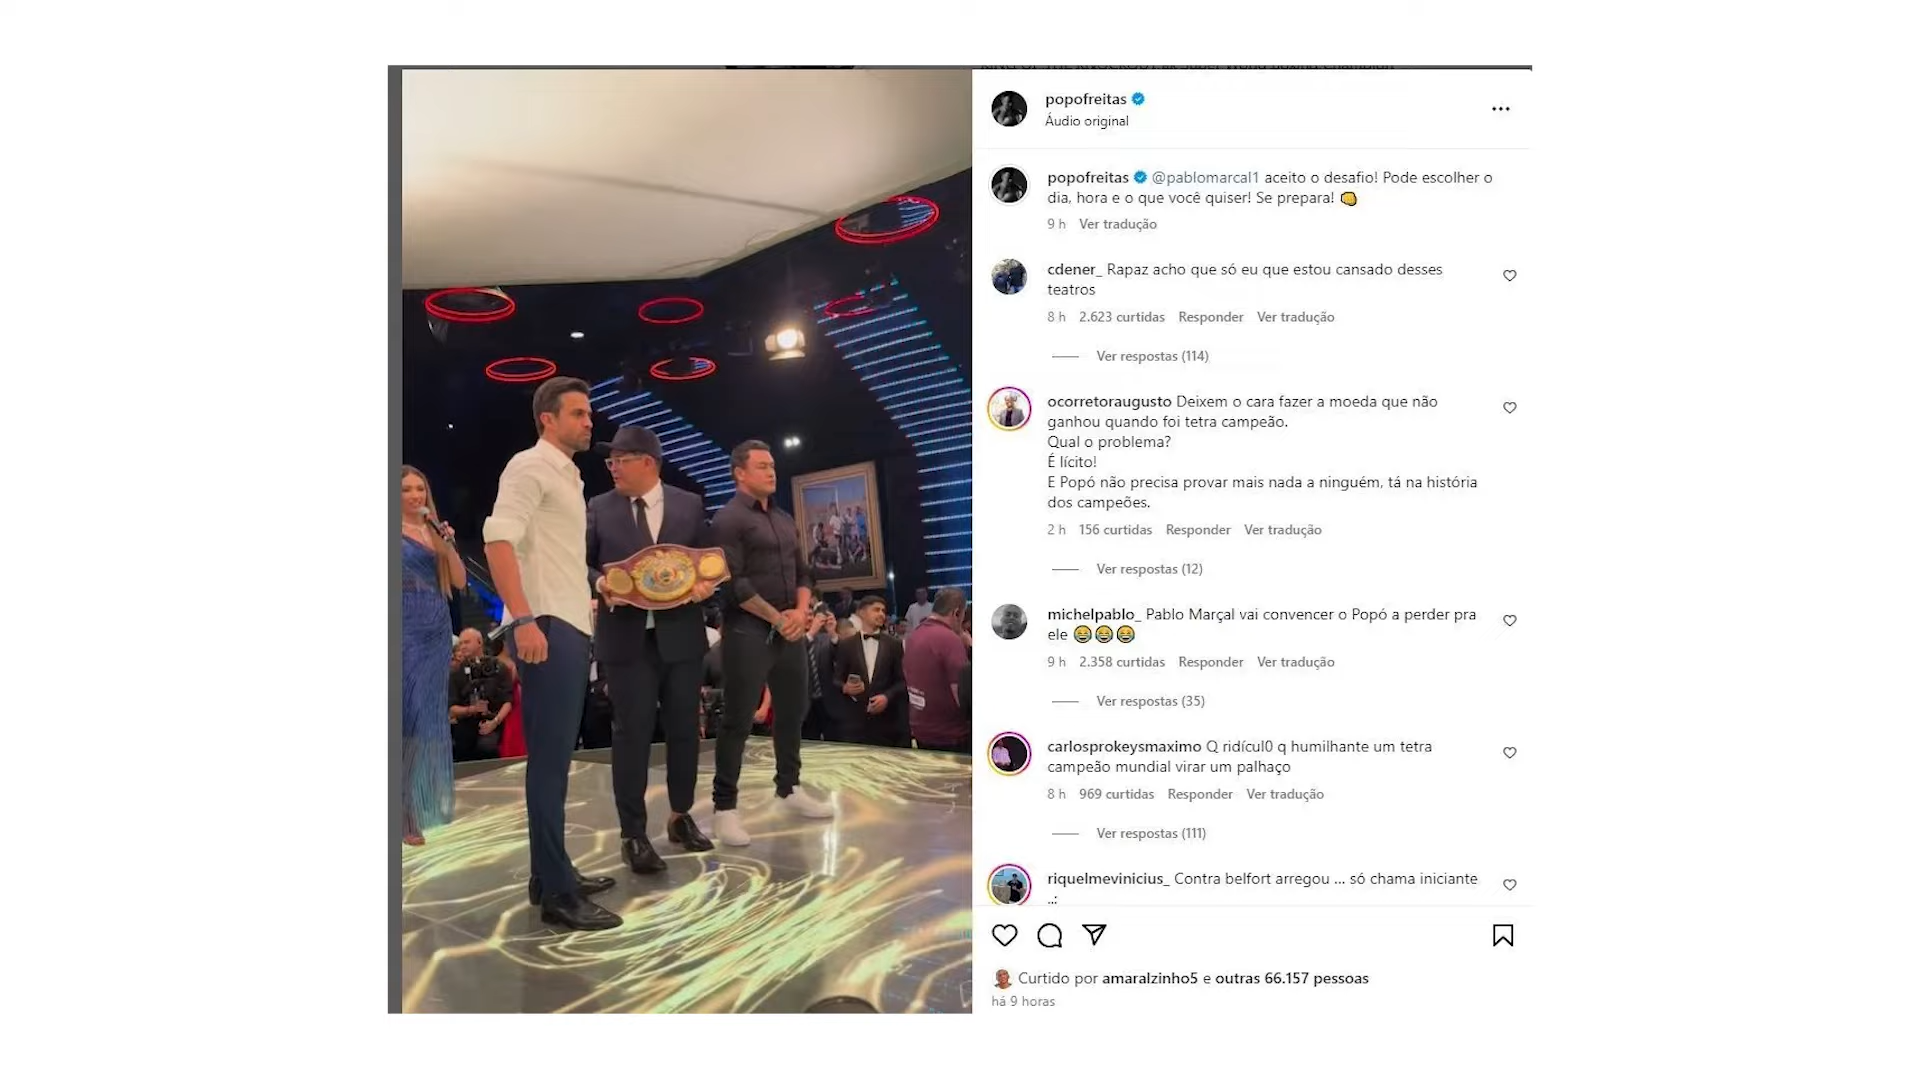 popofreitas
Áudio original
popofreitas @pablomarcal1 aceito o desafio! Pode escolher o
dia, hora e o que você quiser! Se prepara! 👊
9 h Ver tradução
cdener_ Rapaz acho que só eu que estou cansado desses
teatros
8 h 2.623 curtidas Responder Ver tradução
Ver respostas (114)
ocorretoraugusto Deixem o cara fazer a moeda que não
ganhou quando foi tetra campeão.
Qual o problema?
É lícito!
E Popó não precisa provar mais nada a ninguém, tá na história
dos campeões.
2 h 156 curtidas Responder Ver tradução
Ver respostas (12)
michelpablo_ Pablo Marçal vai convencer o Popó a perder pra
ele 😂😂😂
9 h 2.358 curtidas Responder Ver tradução
Ver respostas (35)
carlosprokeysmaximo Q ridícul0 q humilhante um tetra
campeão mundial virar um palhaço
8 h 969 curtidas Responder Ver tradução
Ver respostas (111)
riquelmevinicius_ Contra belfort arregou ... só chama iniciante
Curtido por amaralzinho5 e outras 66.157 pessoas
há 9 horas